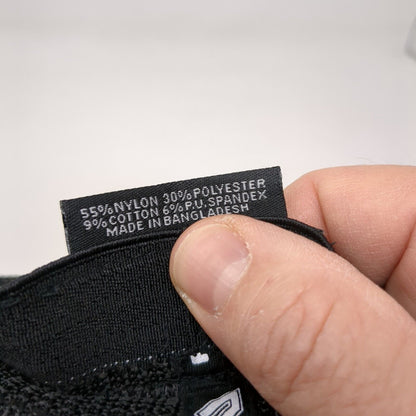 55%NYLON 30%POLYESTER
9%COTTON 6%P.U.SPANDEX
MADE IN BANGLADESH